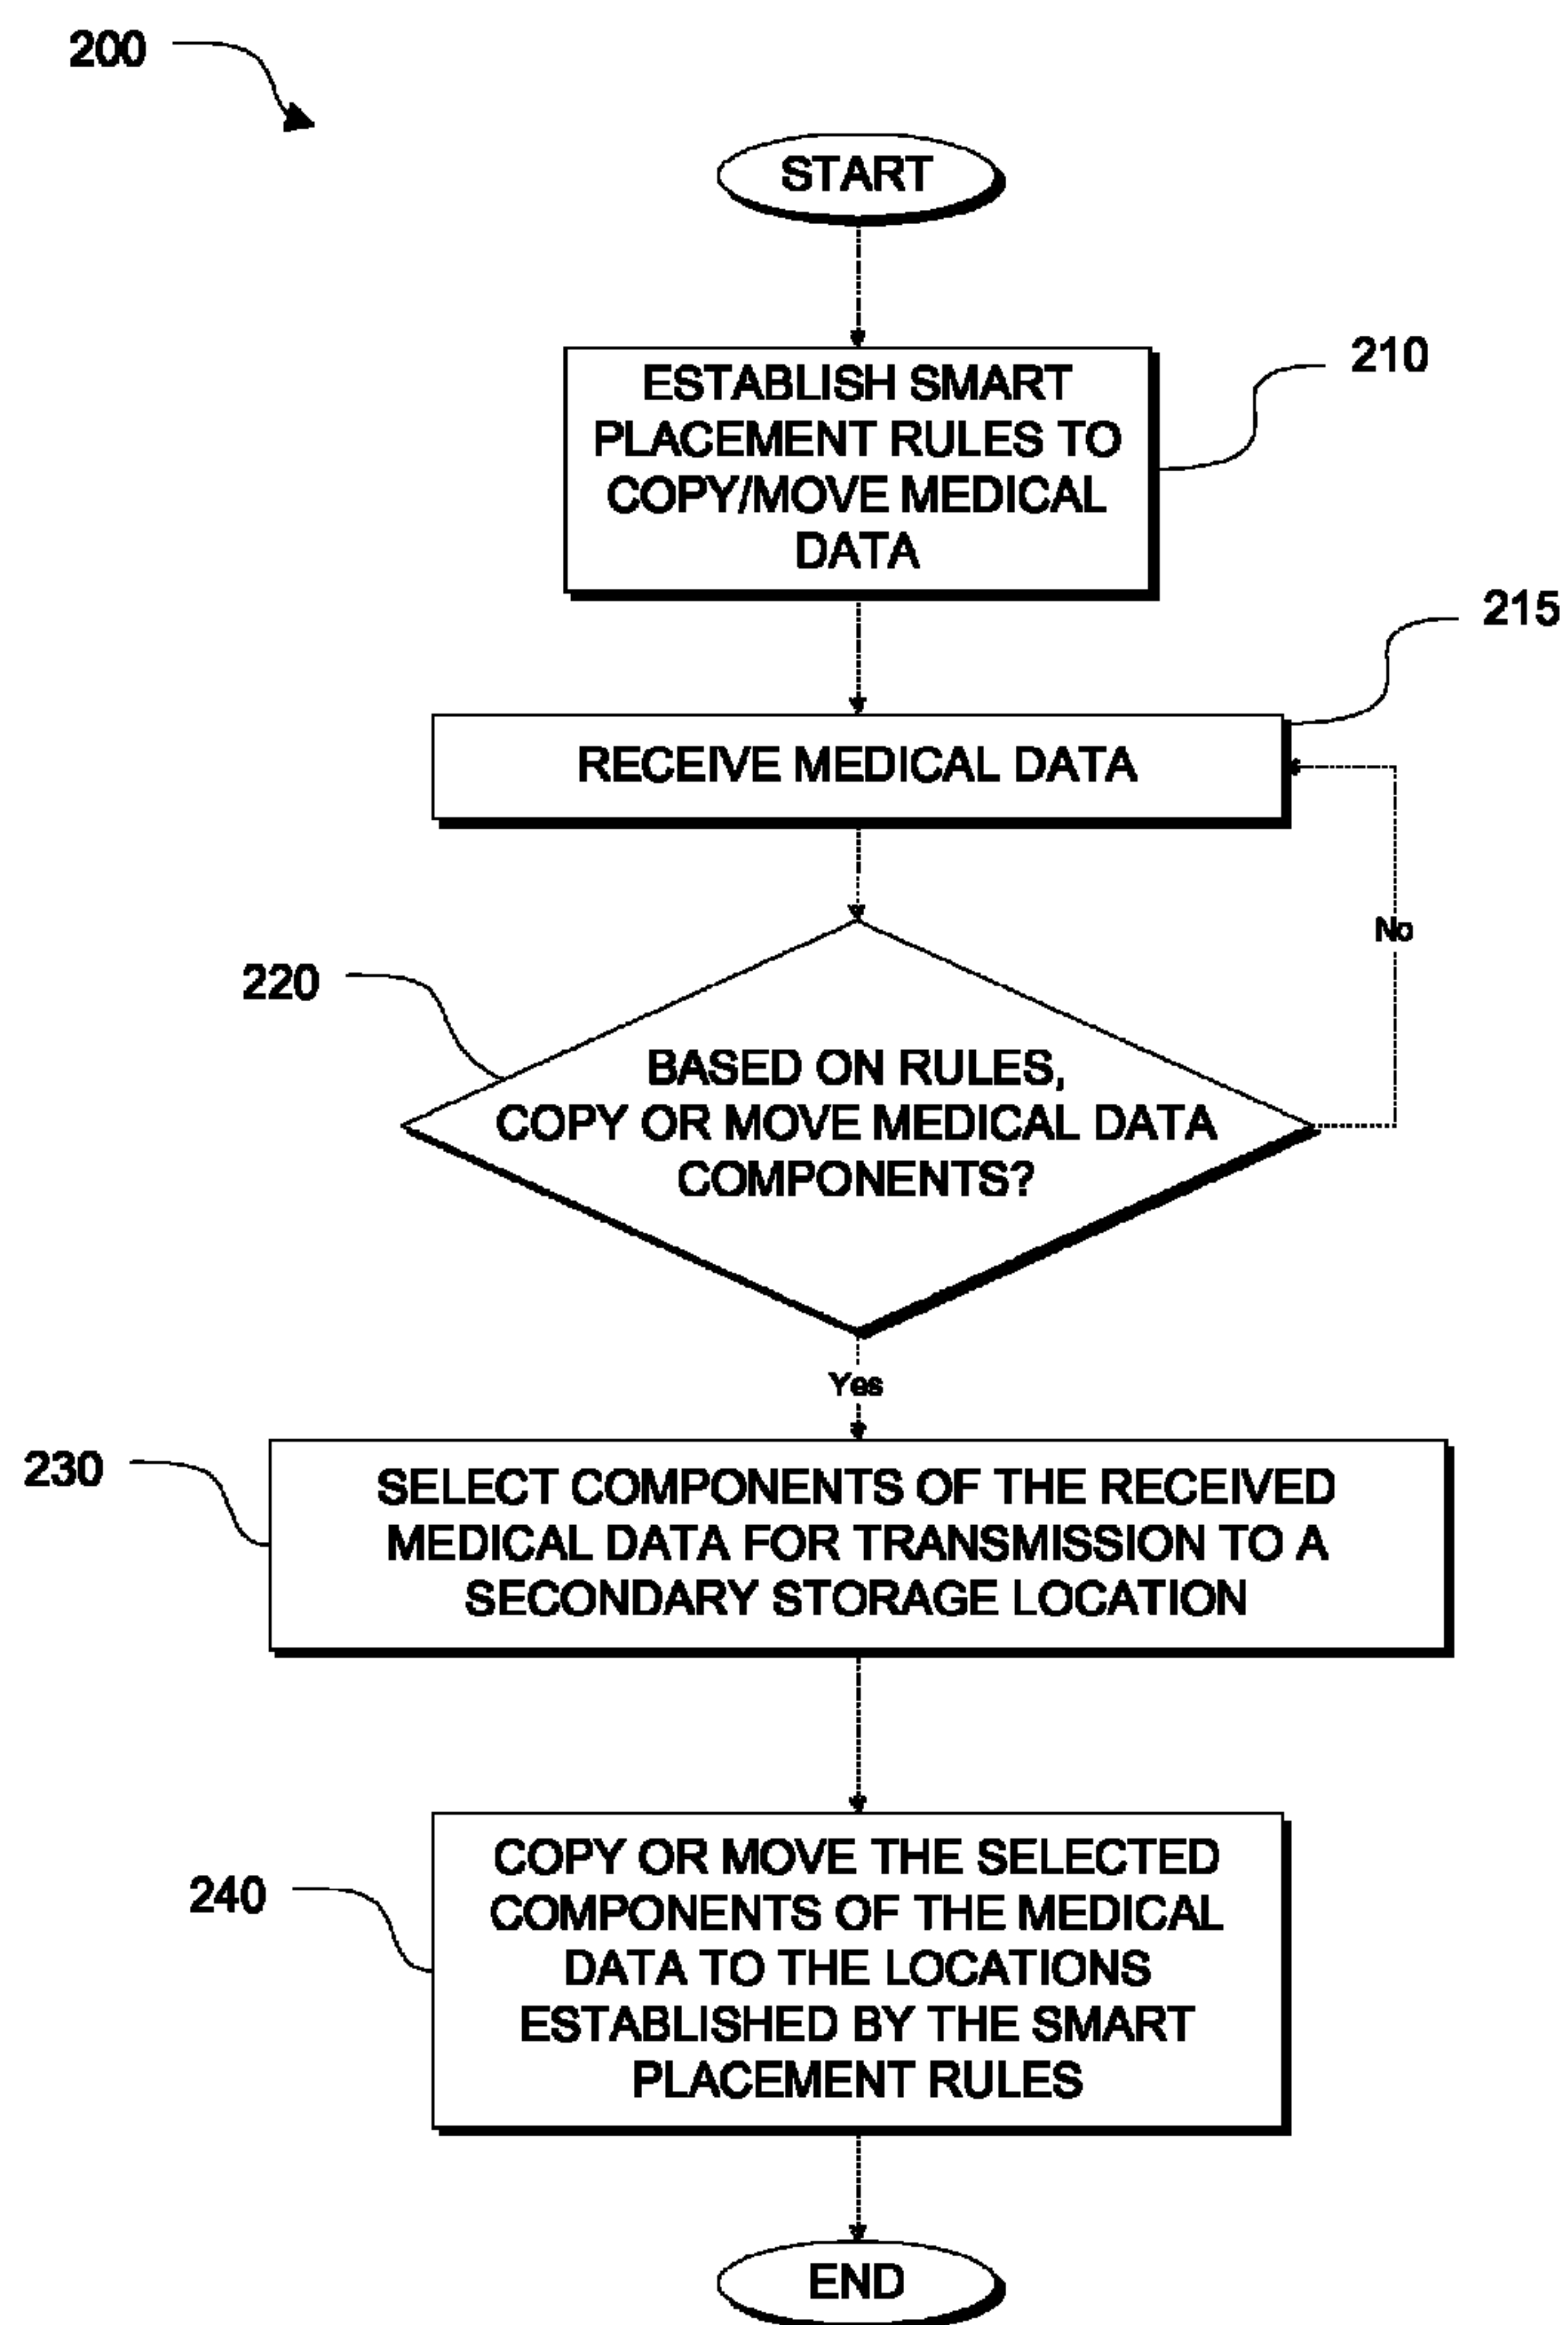 200
START
ESTABLISH SMART
PLACEMENT RULES TO
COPY/MOVE MEDICAL
DATA
210
215
RECEIVE MEDICAL DATA
No
220
BASED ON RULES,
COPY OR MOVE MEDICAL DATA
COMPONENTS?
Yes
230
SELECT COMPONENTS OF THE RECEIVED
MEDICAL DATA FOR TRANSMISSION TO A
SECONDARY STORAGE LOCATION
240
COPY OR MOVE THE SELECTED
COMPONENTS OF THE MEDICAL
DATA TO THE LOCATIONS
ESTABLISHED BY THE SMART
PLACEMENT RULES
END